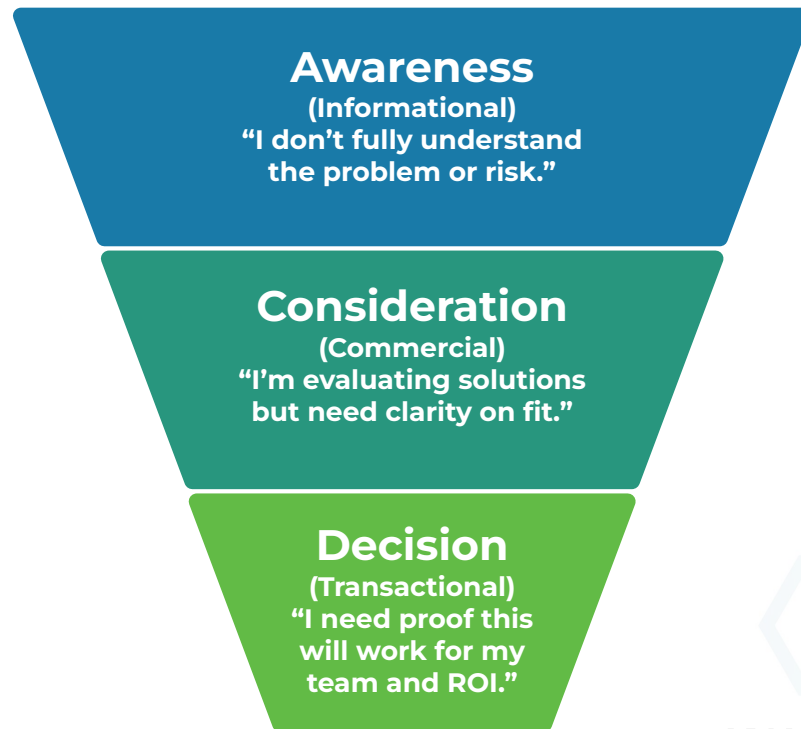 Awareness
(Informational)
“I don’t fully understand
the problem or risk.”
Consideration
(Commercial)
“I’m evaluating solutions
but need clarity on fit.”
Decision
(Transactional)
“I need proof this
will work for my
team and ROI.”